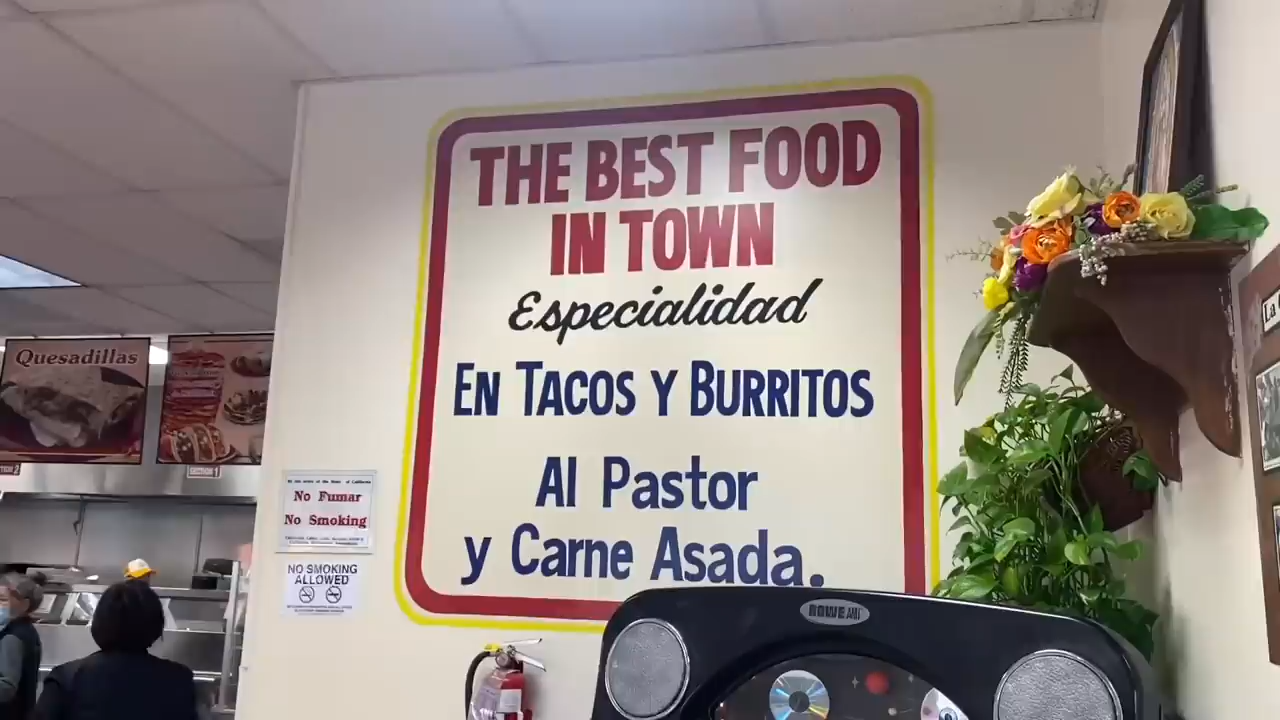 THE BEST FOOD
IN TOWN
Especialidad
EN TACOS Y BURRITOS
Al Pastor
y Carne Asada.
Quesadillas
No Fumar
No Smoking
NO SMOKING
ALLOWED
ROWE AMI
La